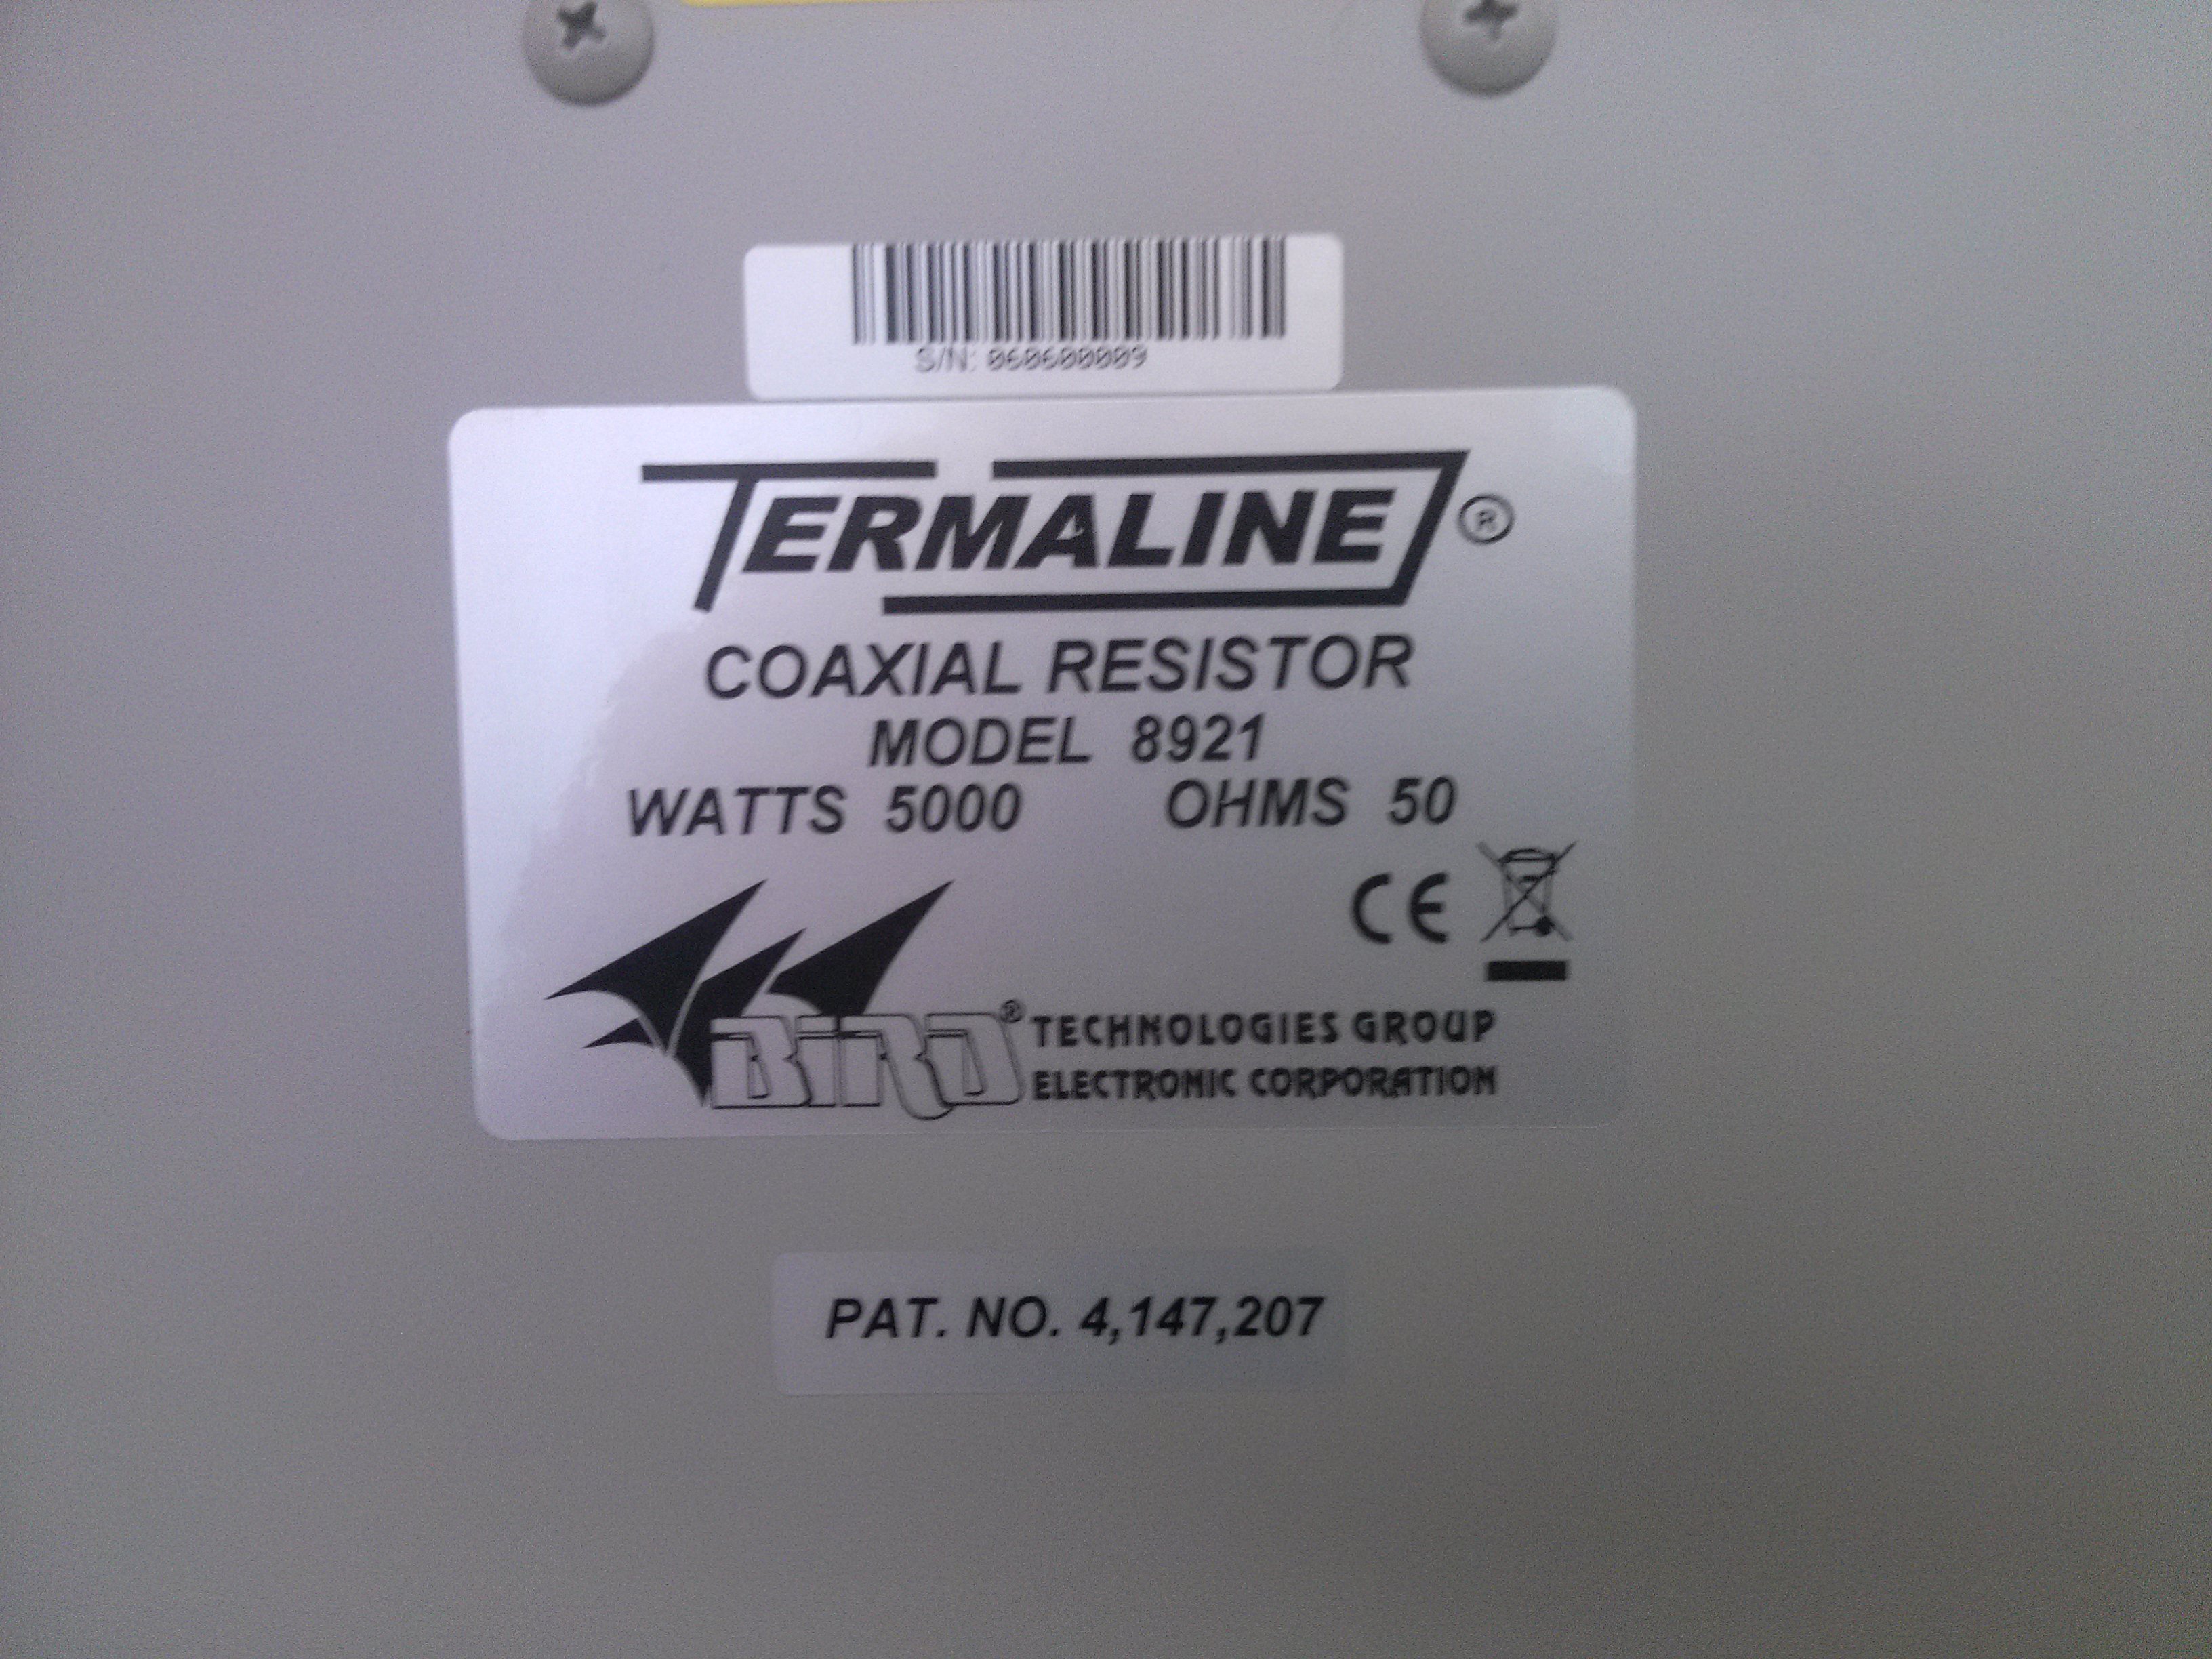 S/N: 060600009
TERMALINE ®
COAXIAL RESISTOR
MODEL 8921
WATTS 5000 OHMS 50
CE
BIRD ® TECHNOLOGIES GROUP
ELECTRONIC CORPORATION
PAT. NO. 4,147,207